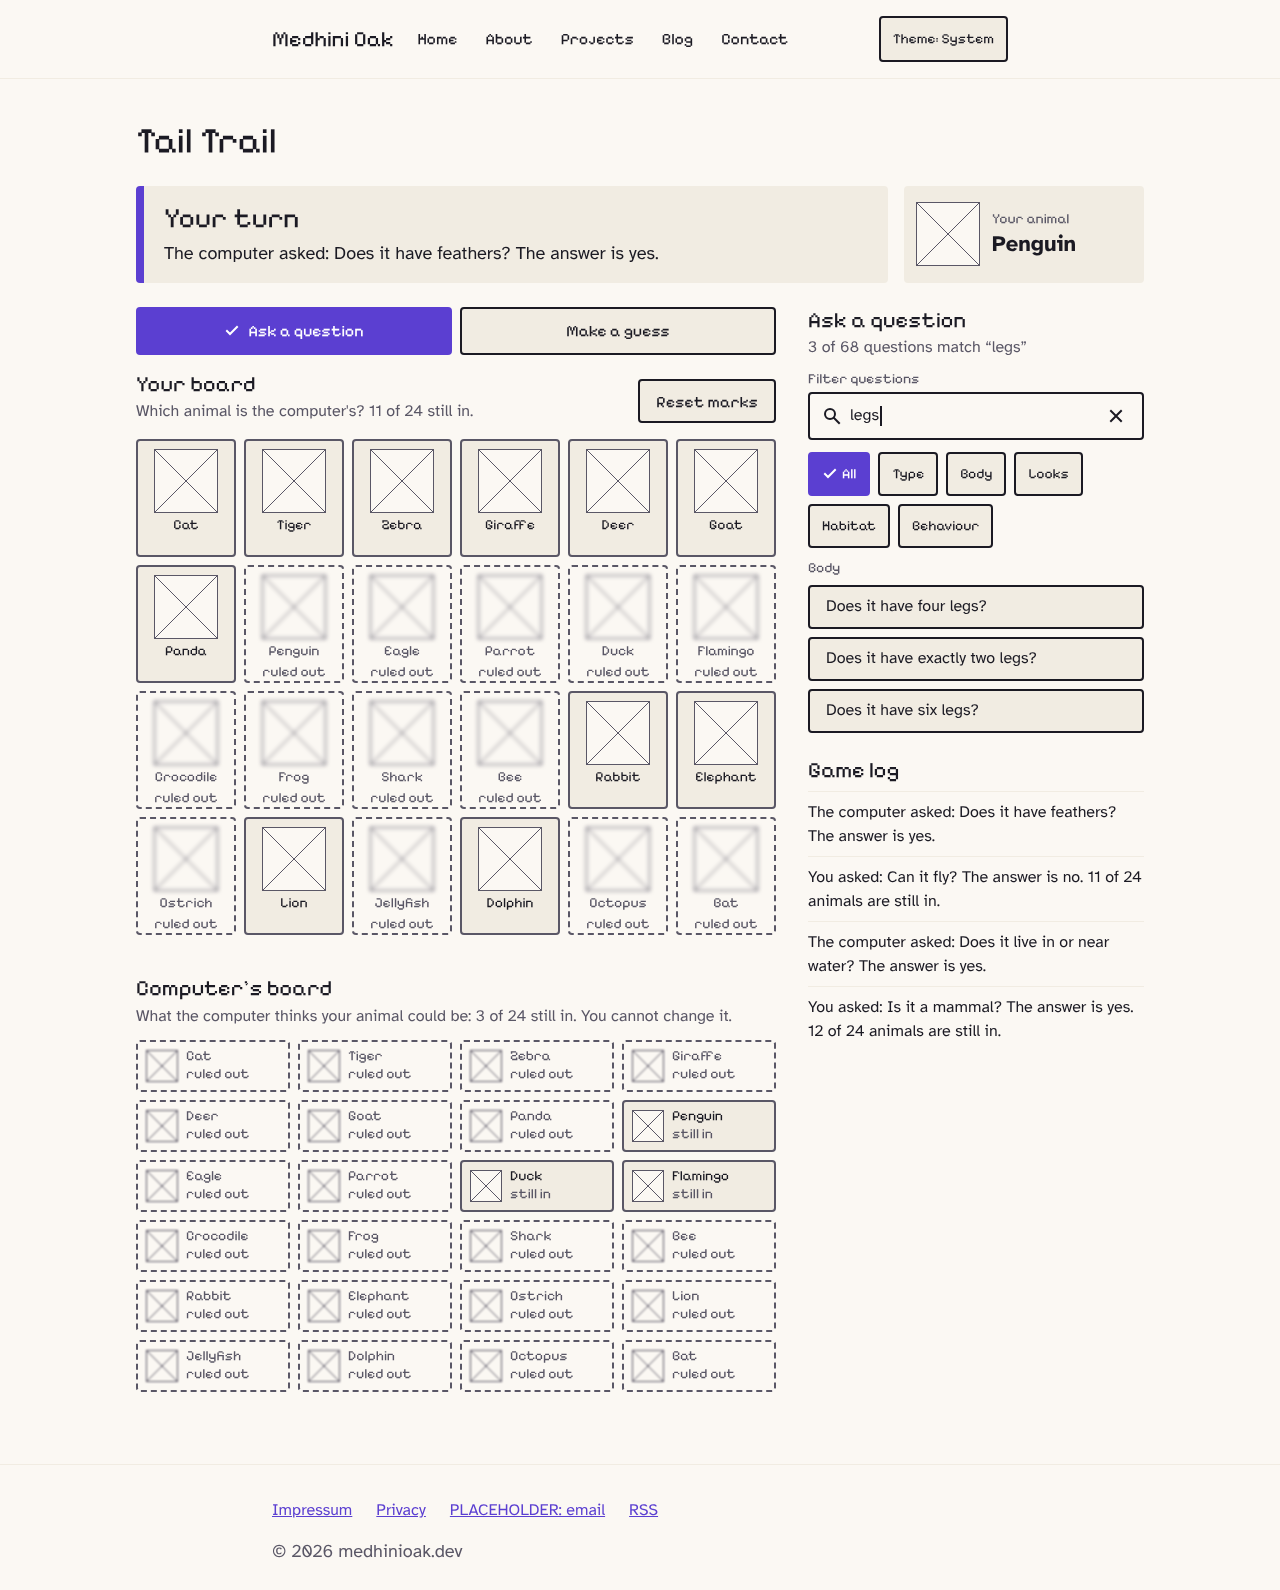 Medhini Oak Home About Projects Blog Contact Theme: System
Tail Trail
Your turn
The computer asked: Does it have feathers? The answer is yes.
Your animal
Penguin
Ask a question
Make a guess
Your board
Which animal is the computer's? 11 of 24 still in.
Reset marks
Cat Tiger Zebra Giraffe Deer Goat
Panda Penguin Eagle Parrot Duck Flamingo
ruled out ruled out ruled out ruled out ruled out
Crocodile Frog Shark Bee Rabbit Elephant
ruled out ruled out ruled out ruled out
Ostrich Lion Jellyfish Dolphin Octopus Bat
ruled out ruled out ruled out ruled out
Computer's board
What the computer thinks your animal could be: 3 of 24 still in. You cannot change it.
Cat Tiger Zebra Giraffe
ruled out ruled out ruled out ruled out
Deer Goat Panda Penguin
ruled out ruled out ruled out still in
Eagle Parrot Duck Flamingo
ruled out ruled out still in still in
Crocodile Frog Shark Bee
ruled out ruled out ruled out ruled out
Rabbit Elephant Ostrich Lion
ruled out ruled out ruled out ruled out
Jellyfish Dolphin Octopus Bat
ruled out ruled out ruled out ruled out
Ask a question
3 of 68 questions match “legs”
Filter questions
legs
All Type Body Looks
Habitat Behaviour
Body
Does it have four legs?
Does it have exactly two legs?
Does it have six legs?
Game log
The computer asked: Does it have feathers?
The answer is yes.
You asked: Can it fly? The answer is no. 11 of 24
animals are still in.
The computer asked: Does it live in or near
water? The answer is yes.
You asked: Is it a mammal? The answer is yes.
12 of 24 animals are still in.
Impressum Privacy PLACEHOLDER: email RSS
© 2026 medhinioak.dev